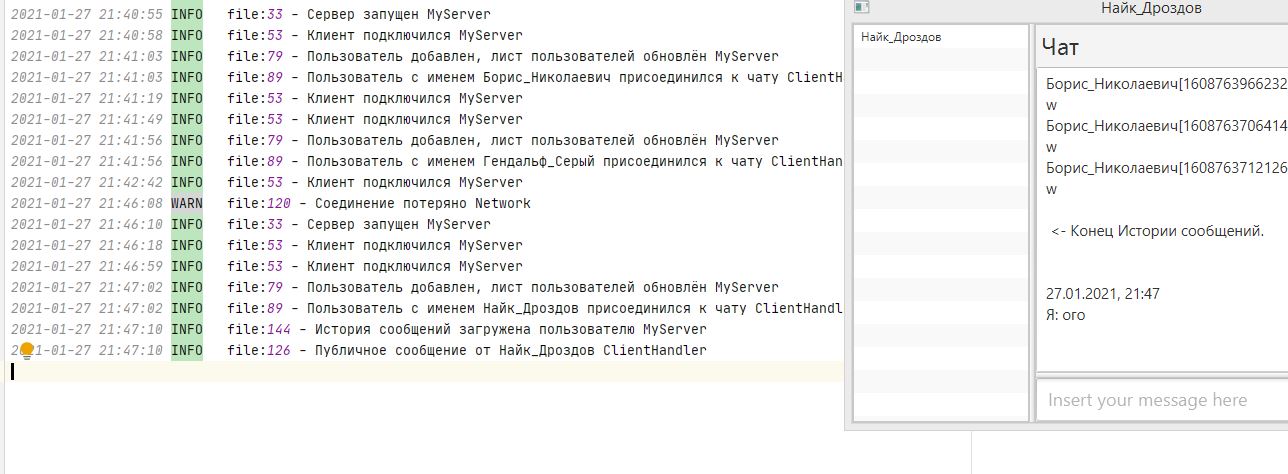 2021-01-27 21:40:55 INFO file:33 - Сервер запущен MyServer
2021-01-27 21:40:58 INFO file:53 - Клиент подключился MyServer
2021-01-27 21:41:03 INFO file:79 - Пользователь добавлен, лист пользователей обновлён MyServer
2021-01-27 21:41:03 INFO file:89 - Пользователь с именем Борис_Николаевич присоединился к чату ClientH
2021-01-27 21:41:19 INFO file:53 - Клиент подключился MyServer
2021-01-27 21:41:49 INFO file:53 - Клиент подключился MyServer
2021-01-27 21:41:56 INFO file:79 - Пользователь добавлен, лист пользователей обновлён MyServer
2021-01-27 21:41:56 INFO file:89 - Пользователь с именем Гендальф_Серый присоединился к чату ClientHan
2021-01-27 21:42:42 INFO file:53 - Клиент подключился MyServer
2021-01-27 21:46:08 WARN file:120 - Соединение потеряно Network
2021-01-27 21:46:10 INFO file:33 - Сервер запущен MyServer
2021-01-27 21:46:18 INFO file:53 - Клиент подключился MyServer
2021-01-27 21:46:59 INFO file:53 - Клиент подключился MyServer
2021-01-27 21:47:02 INFO file:79 - Пользователь добавлен, лист пользователей обновлён MyServer
2021-01-27 21:47:02 INFO file:89 - Пользователь с именем Найк_Дроздов присоединился к чату ClientHandl
2021-01-27 21:47:10 INFO file:144 - История сообщений загружена пользователю MyServer
2021-01-27 21:47:10 INFO file:126 - Публичное сообщение от Найк_Дроздов ClientHandler
Найк_Дроздов
Найк_Дроздов
Чат
Борис_Николаевич[1608763966232
w
Борис_Николаевич[1608763706414
w
Борис_Николаевич[1608763712126
w
<- Конец Истории сообщений.
27.01.2021, 21:47
Я: ого
Insert your message here